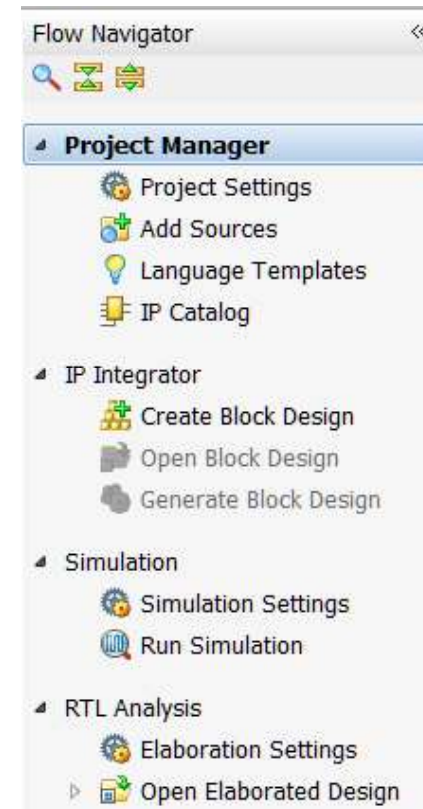 Flow Navigator
Project Manager
Project Settings
Add Sources
Language Templates
IP Catalog
IP Integrator
Create Block Design
Open Block Design
Generate Block Design
Simulation
Simulation Settings
Run Simulation
RTL Analysis
Elaboration Settings
Open Elaborated Design